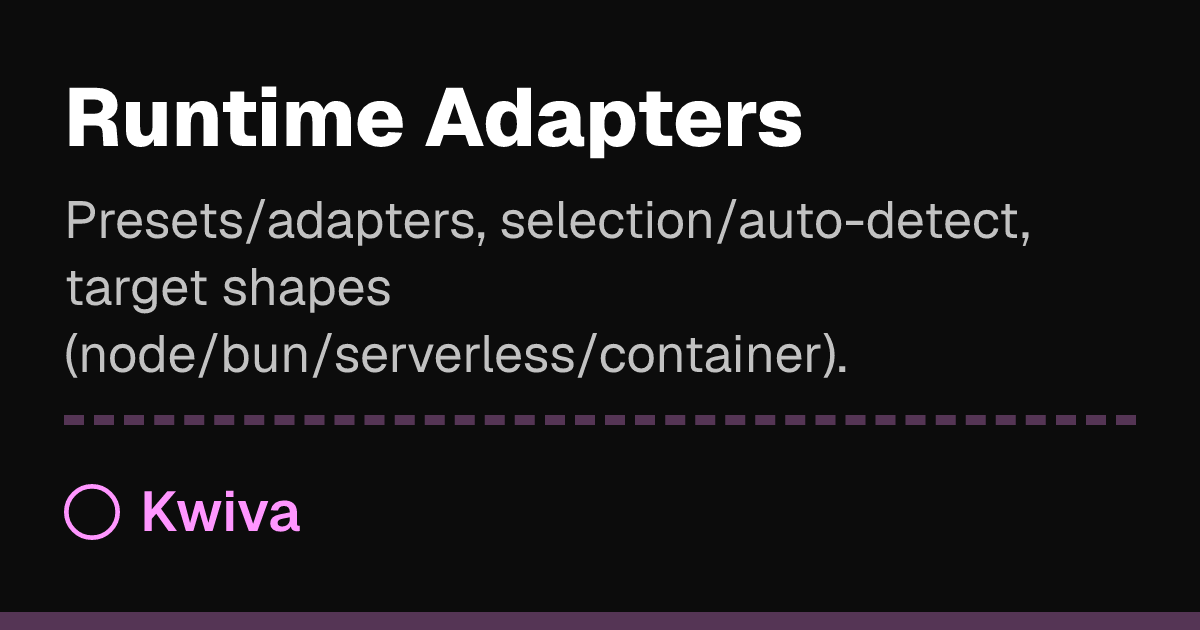 Runtime Adapters
Presets/adapters, selection/auto-detect,
target shapes
(node/bun/serverless/container).
Kwiva